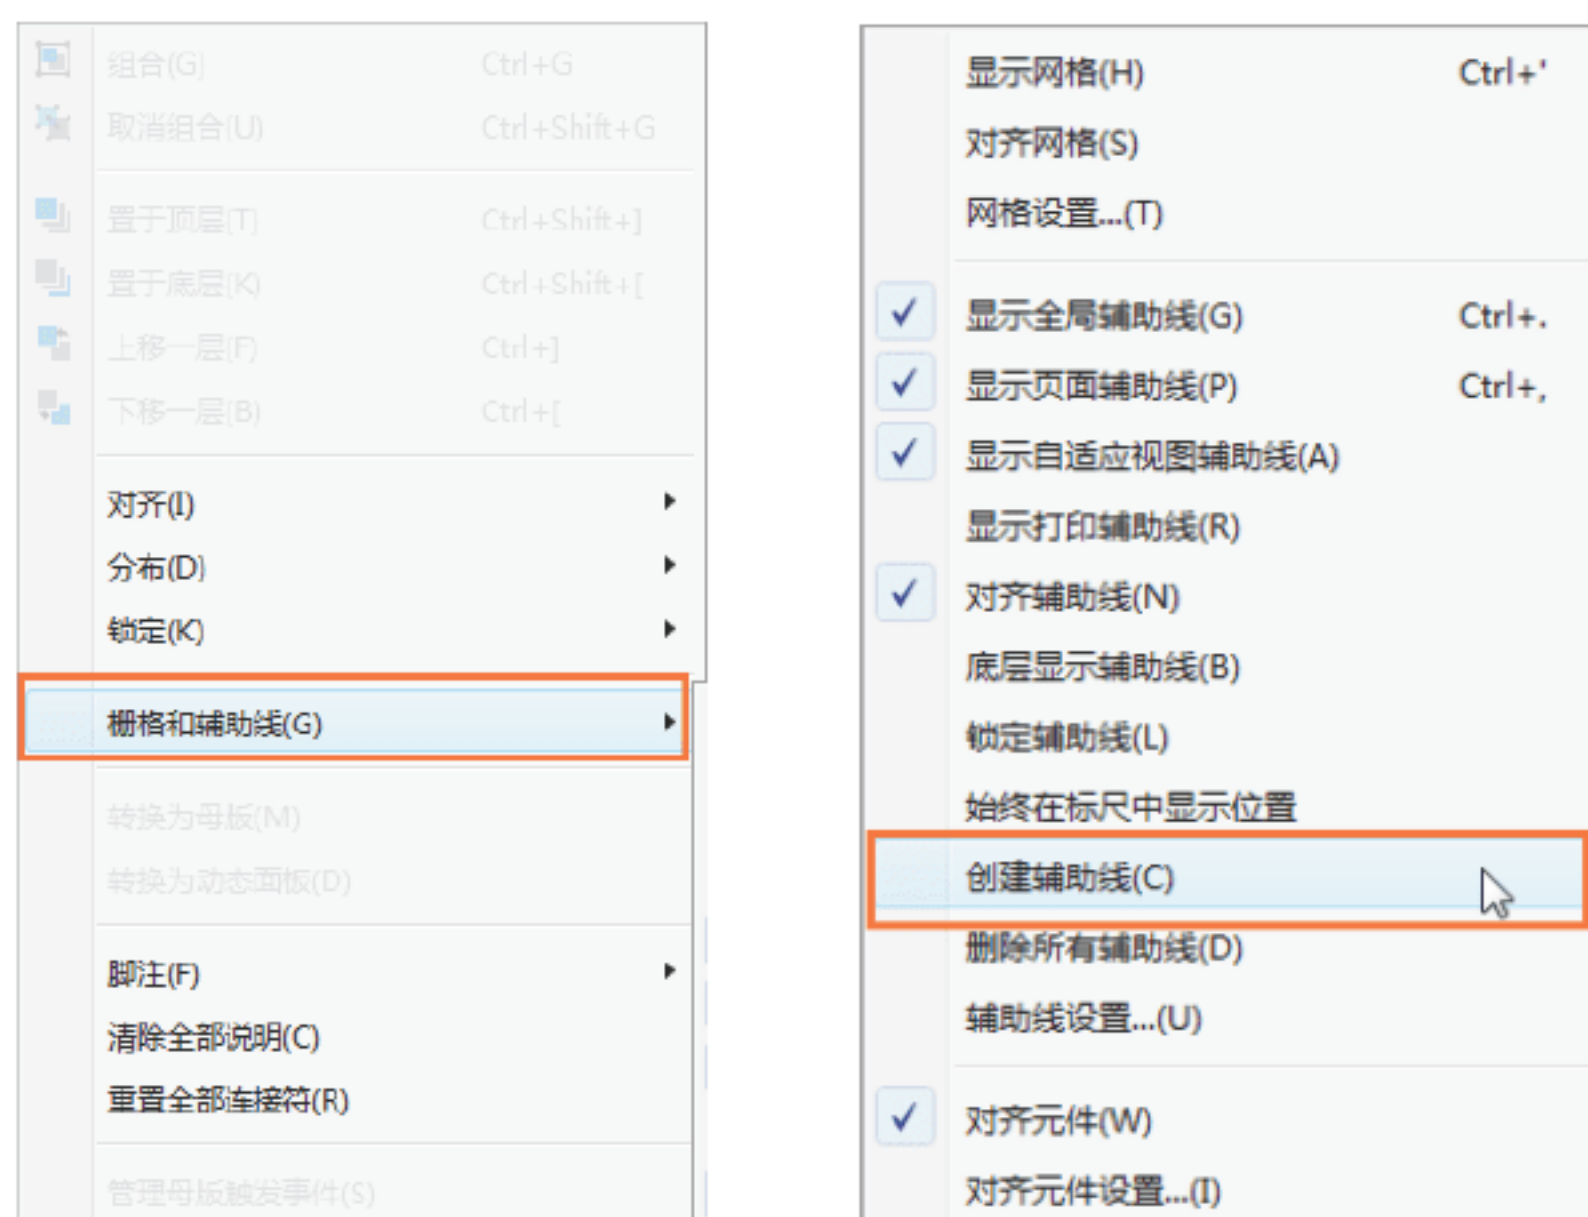 组合(G) Ctrl+G
取消组合(U) Ctrl+Shift+G
置于顶层(T) Ctrl+Shift+]
置于底层(K) Ctrl+Shift+[
上移一层(F) Ctrl+]
下移一层(B) Ctrl+[
对齐(I)
分布(D)
锁定(K)
栅格和辅助线(G)
转换为母版(M)
转换为动态面板(D)
脚注(F)
清除全部说明(C)
重置全部连接符(R)
管理母版触发事件(S)
显示网格(H) Ctrl+'
对齐网格(S)
网格设置...(T)
显示全局辅助线(G) Ctrl+.
显示页面辅助线(P) Ctrl+,
显示自适应视图辅助线(A)
显示打印辅助线(R)
对齐辅助线(N)
底层显示辅助线(B)
锁定辅助线(L)
始终在标尺中显示位置
创建辅助线(C)
删除所有辅助线(D)
辅助线设置...(U)
对齐元件(W)
对齐元件设置...(I)